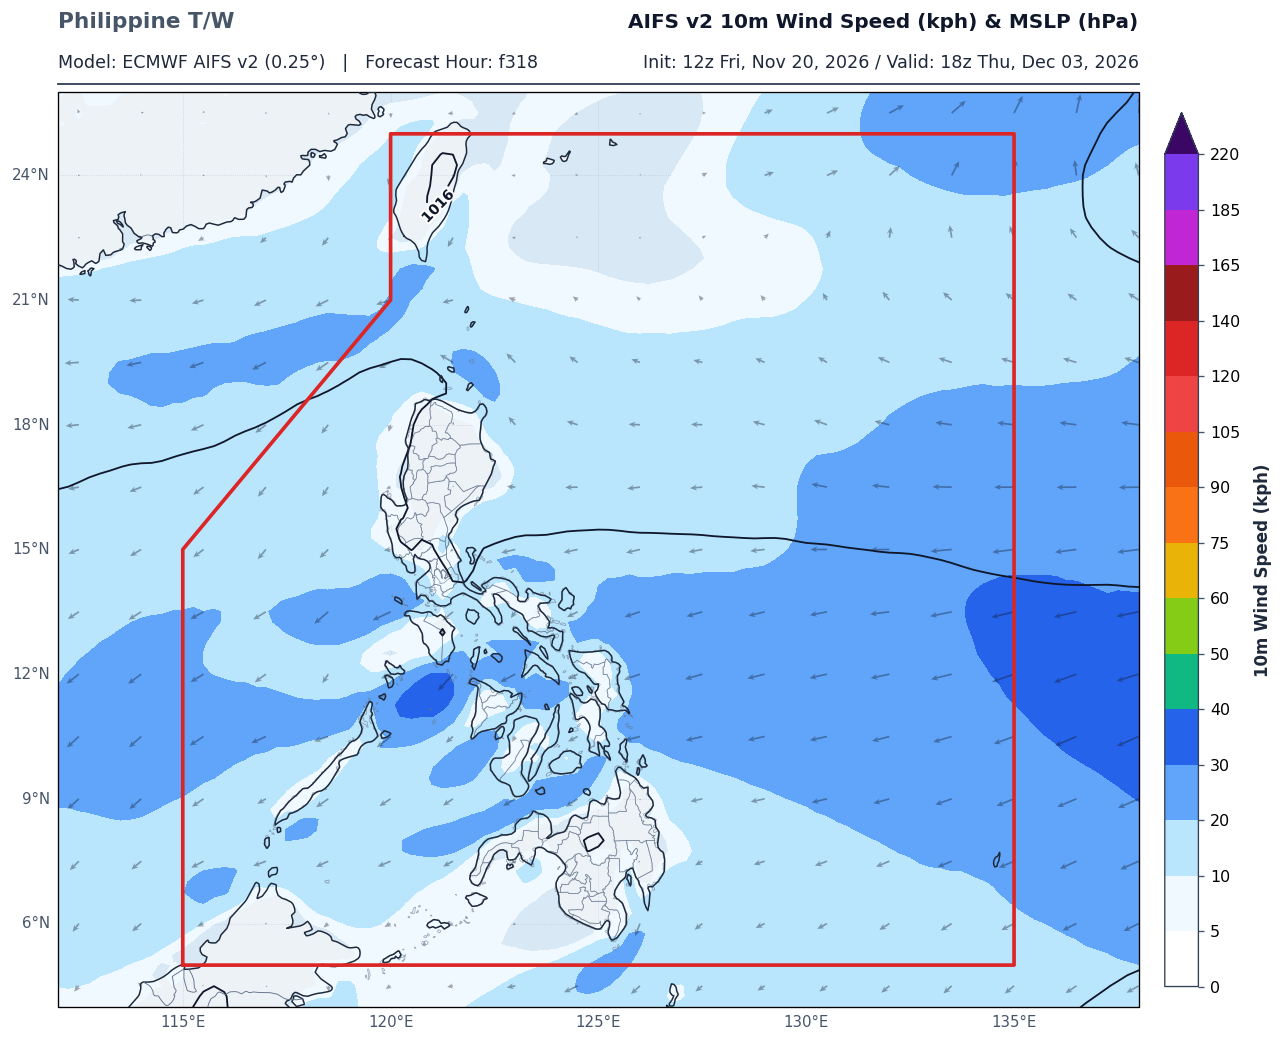 Philippine T/W
AIFS v2 10m Wind Speed (kph) & MSLP (hPa)
Model: ECMWF AIFS v2 (0.25°) | Forecast Hour: f318
Init: 12z Fri, Nov 20, 2026 / Valid: 18z Thu, Dec 03, 2026
24°N
21°N
18°N
15°N
12°N
9°N
6°N
1016
115°E
120°E
125°E
130°E
135°E
220
185
165
140
120
105
90
75
60
50
40
30
20
10
5
0
10m Wind Speed (kph)